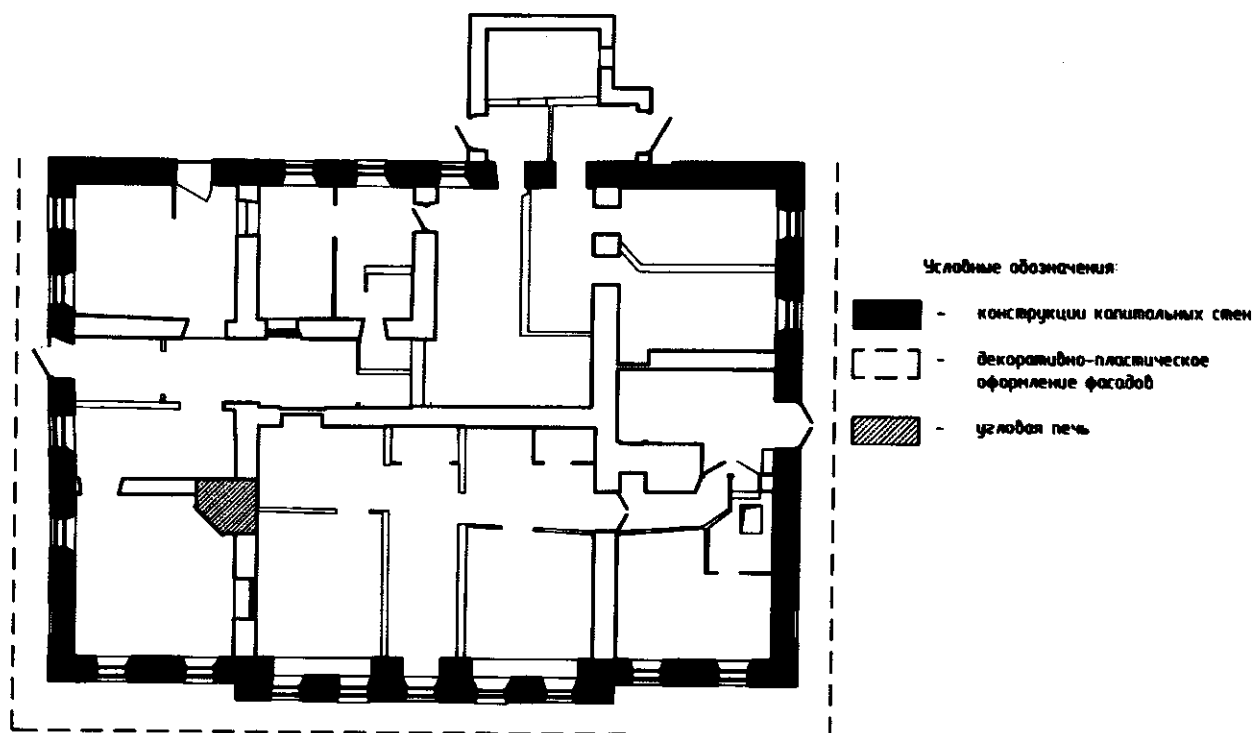 Условные обозначения:
- конструкции капитальных стен
- декоративно-пластическое
оформление фасадов
- угловая печь